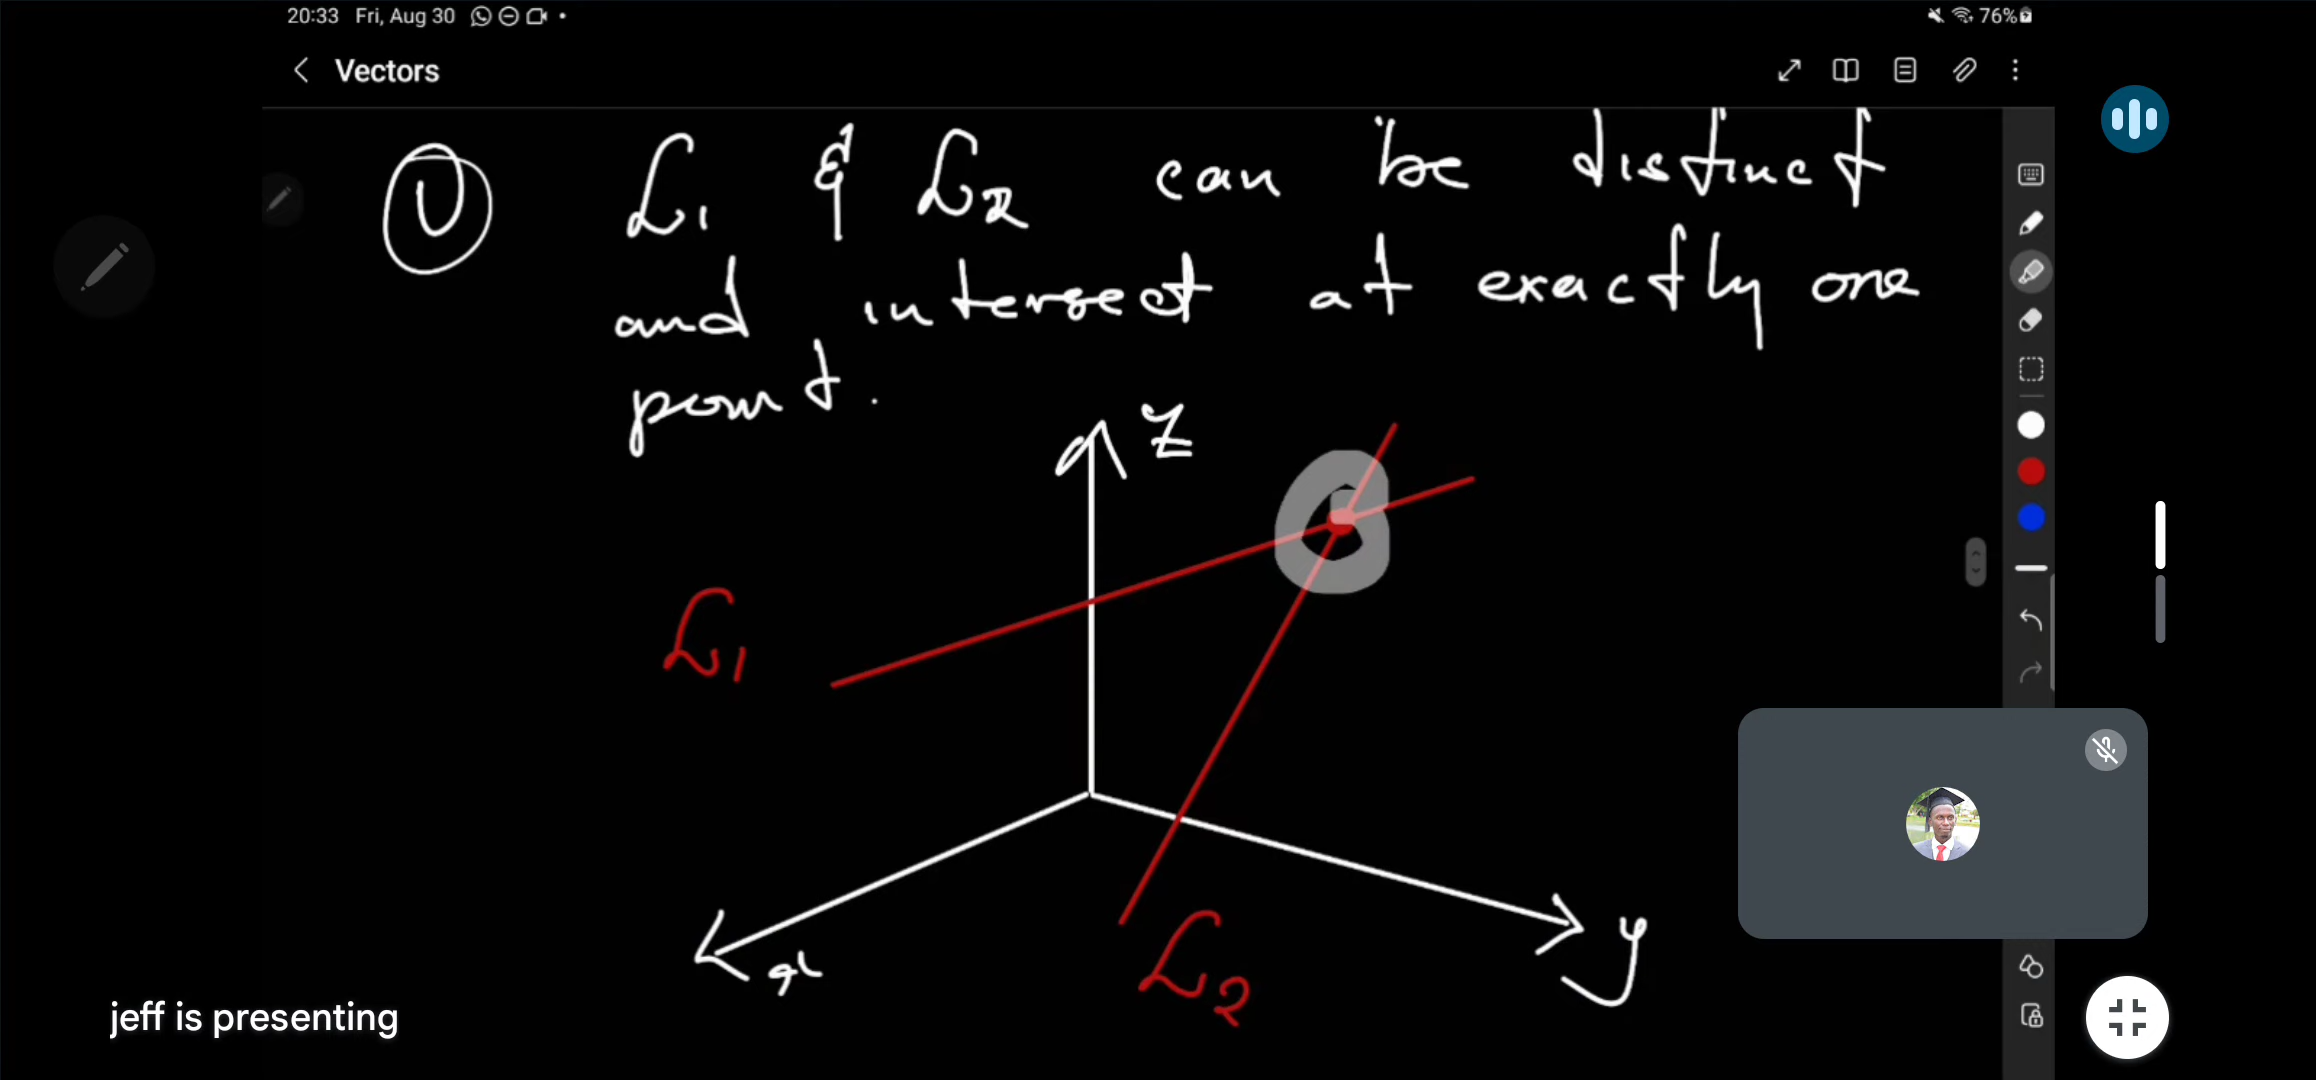 20:33 Fri, Aug 30
76%
Vectors
U L1 & L2 can be distinct
and intersect at exactly one
point.
Z
L1
x
y
L2
jeff is presenting